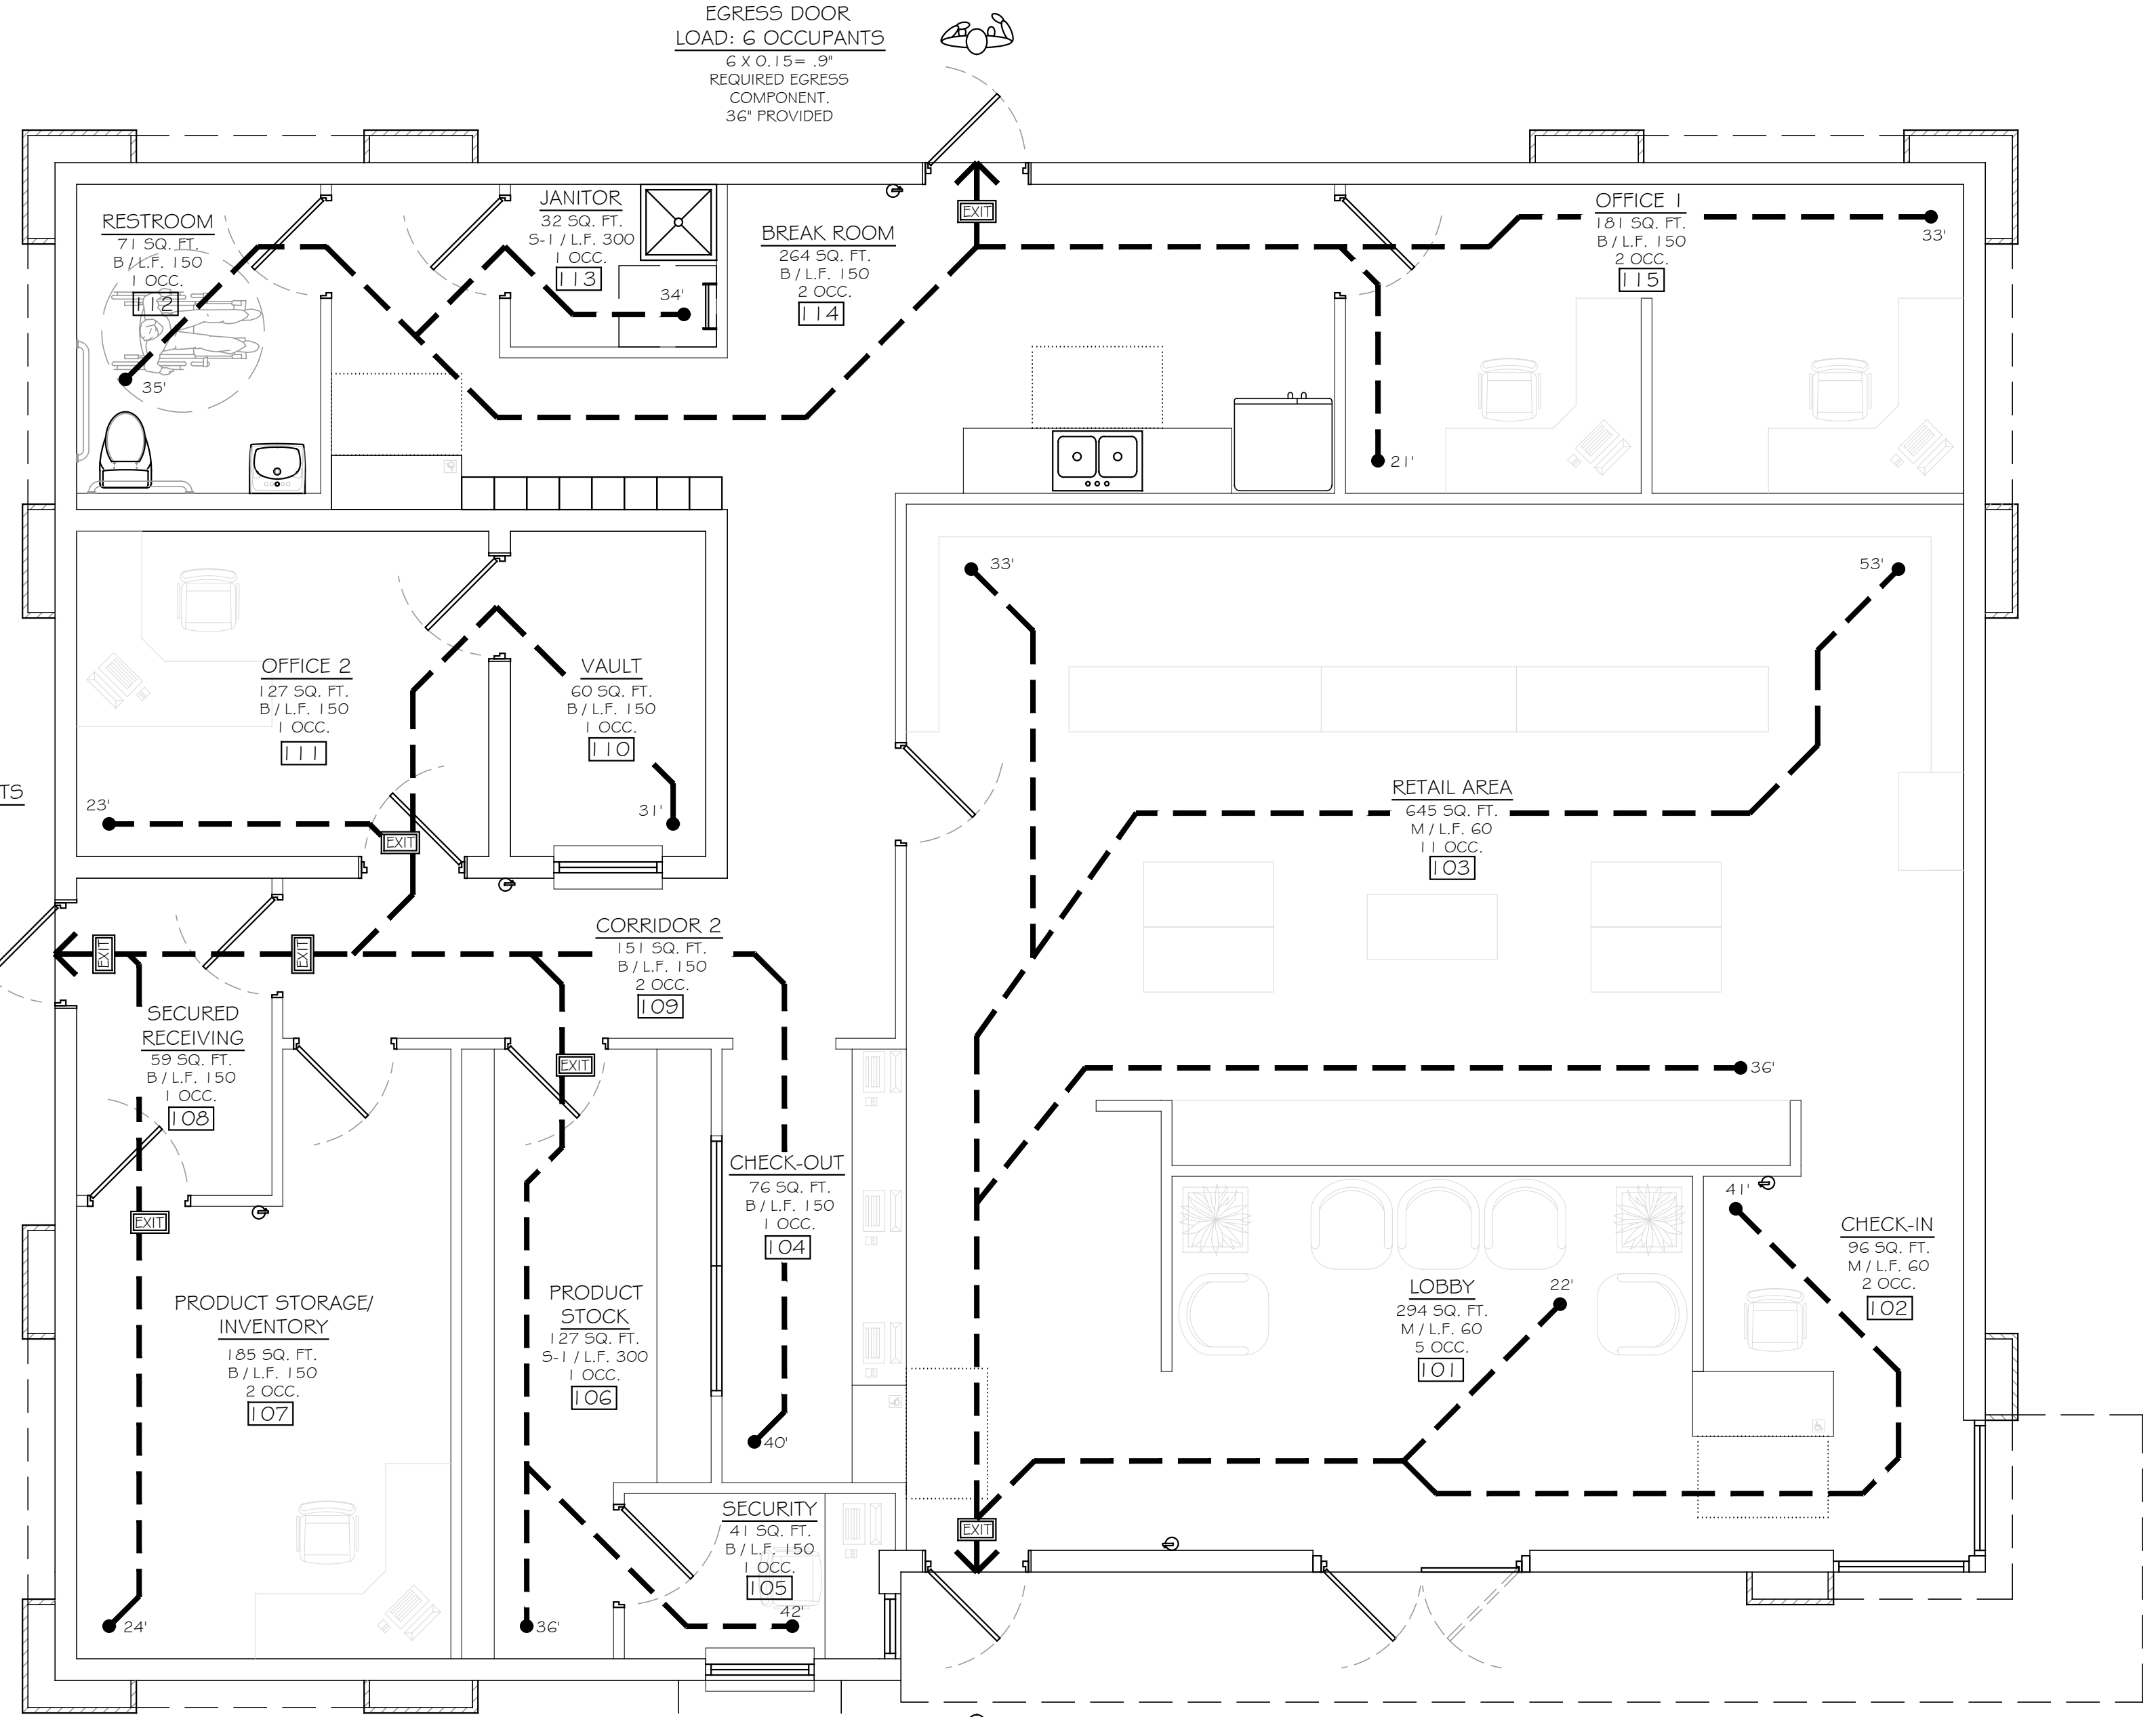 EGRESS DOOR
LOAD: 6 OCCUPANTS
6 X 0.15= .9"
REQUIRED EGRESS
COMPONENT.
36" PROVIDED
RESTROOM
71 SQ. FT.
B / L.F. 150
1 OCC.
112
35'
JANITOR
32 SQ. FT.
S-1 / L.F. 300
1 OCC.
113
34'
BREAK ROOM
264 SQ. FT.
B / L.F. 150
2 OCC.
114
EXIT
OFFICE 1
181 SQ. FT.
B / L.F. 150
2 OCC.
115
33'
21'
OFFICE 2
127 SQ. FT.
B / L.F. 150
1 OCC.
111
23'
EXIT
VAULT
60 SQ. FT.
B / L.F. 150
1 OCC.
110
31'
TS
33'
53'
RETAIL AREA
645 SQ. FT.
M / L.F. 60
11 OCC.
103
36'
CORRIDOR 2
151 SQ. FT.
B / L.F. 150
2 OCC.
109
EXIT
EXIT
EXIT
SECURED
RECEIVING
59 SQ. FT.
B / L.F. 150
1 OCC.
108
EXIT
CHECK-OUT
76 SQ. FT.
B / L.F. 150
1 OCC.
104
40'
PRODUCT STORAGE/
INVENTORY
185 SQ. FT.
B / L.F. 150
2 OCC.
107
24'
PRODUCT
STOCK
127 SQ. FT.
S-1 / L.F. 300
1 OCC.
106
36'
SECURITY
41 SQ. FT.
B / L.F. 150
1 OCC.
105
42'
LOBBY
294 SQ. FT.
M / L.F. 60
5 OCC.
101
22'
CHECK-IN
96 SQ. FT.
M / L.F. 60
2 OCC.
102
41'
EXIT